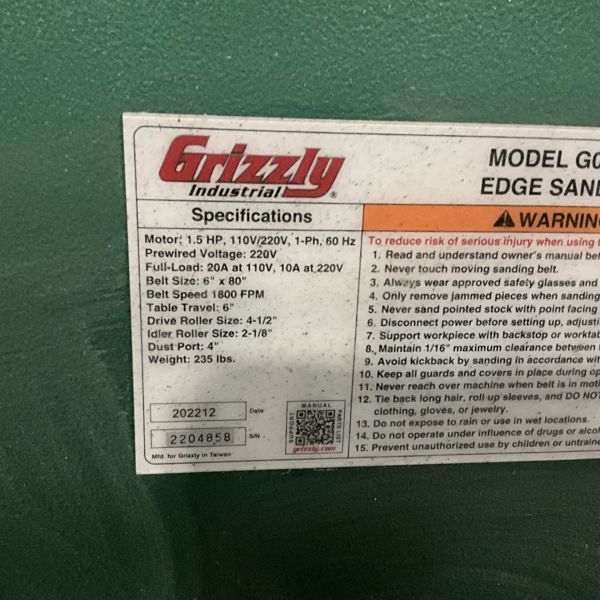 Grizzly
Industrial®
Specifications
Motor: 1.5 HP, 110V/220V, 1-Ph, 60 Hz
Prewired Voltage: 220V
Full-Load: 20A at 110V, 10A at 220V
Belt Size: 6" x 80"
Belt Speed 1800 FPM
Table Travel: 6"
Drive Roller Size: 4-1/2"
Idler Roller Size: 2-1/8"
Dust Port: 4"
Weight: 235 lbs.
202212 Date
2204858 S/N
Mfd. for Grizzly in Taiwan
MANUAL
SUPPORT
PARTS LIST
grizzly.com
MODEL G0
EDGE SAND
WARNING
To reduce risk of serious injury when using t
1. Read and understand owner's manual bef
2. Never touch moving sanding belt.
3. Always wear approved safety glasses and
4. Only remove jammed pieces when sanding
5. Never sand pointed stock with point facing
6. Disconnect power before setting up, adjusti
7. Support workpiece with backstop or workta
8. Maintain 1/16" maximum clearance between
9. Avoid kickback by sanding in accordance wit
10. Keep all guards and covers in place during op
11. Never reach over machine when belt is in moti
12. Tie back long hair, roll up sleeves, and DO NOT
clothing, gloves, or jewelry.
13. Do not expose to rain or use in wet locations.
14. Do not operate under influence of drugs or alco
15. Prevent unauthorized use by children or untraine